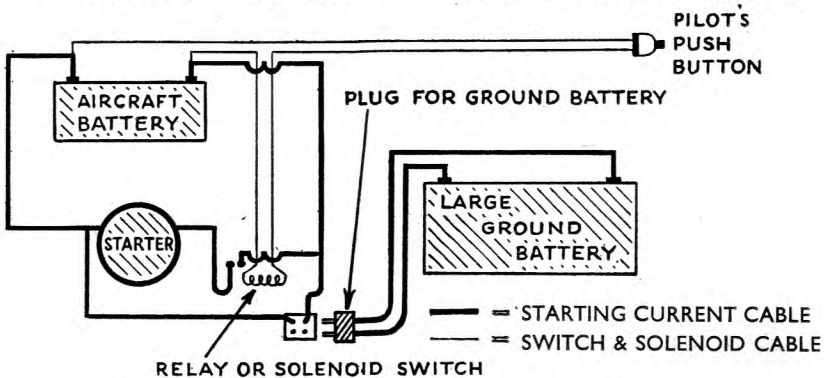 PILOT'S
PUSH
BUTTON
AIRCRAFT
BATTERY
PLUG FOR GROUND BATTERY
LARGE
GROUND
BATTERY
STARTER
= STARTING CURRENT CABLE
= SWITCH & SOLENOID CABLE
RELAY OR SOLENOID SWITCH